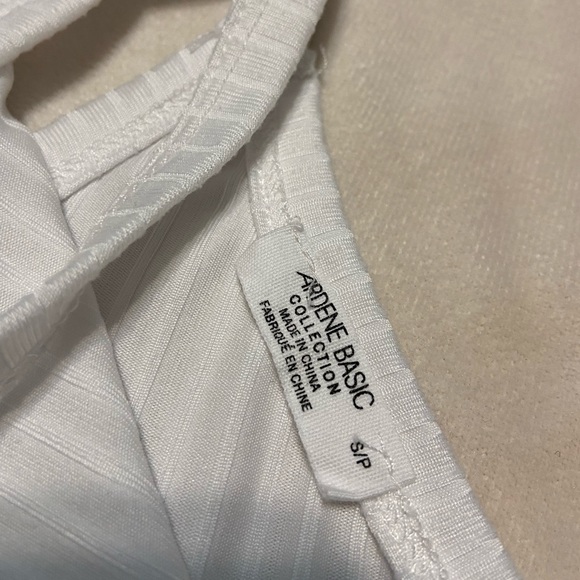 ARDENE BASIC
COLLECTION
MADE IN CHINA
FABRIQUÉ EN CHINE
S/P